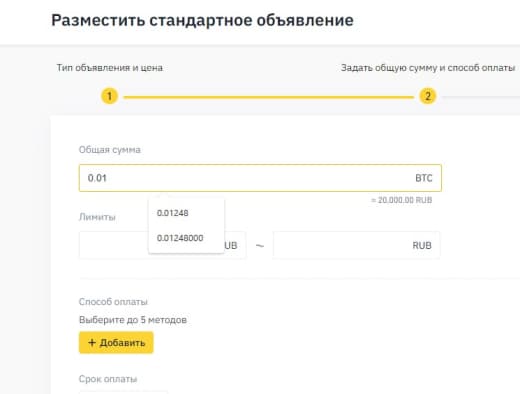 Разместить стандартное объявление
Тип объявления и цена
Задать общую сумму и способ оплаты
1
2
Общая сумма
0.01 BTC
≈ 20,000.00 RUB
0.01248
Лимиты
0.01248000
UB ~ RUB
Способ оплаты
Выберите до 5 методов
+ Добавить
Срок оплаты